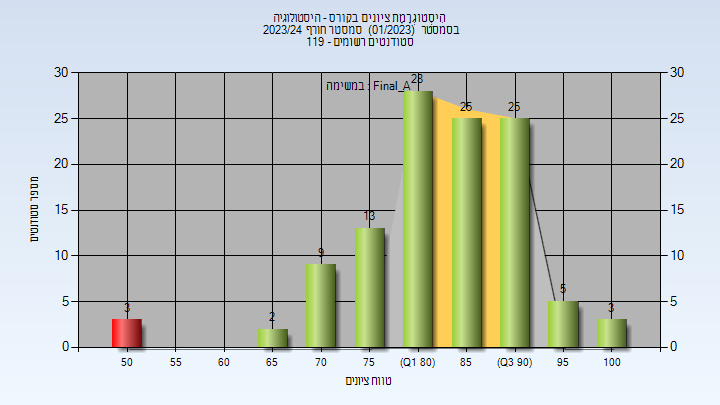 היסטוגרמת ציונים בקורס - היסטולוגיה
בסמסטר (01/2023) סמסטר חורף 2023/24
סטודנטים רשומים - 119
במשימה : Final_A
30 30
25 25
20 20
15 15
10 10
5 5
0 0
3 2 9 13 28 25 25 5 3
50 55 60 65 70 75 (Q1 80) 85 (Q3 90) 95 100
טווח ציונים
מספר סטודנטים